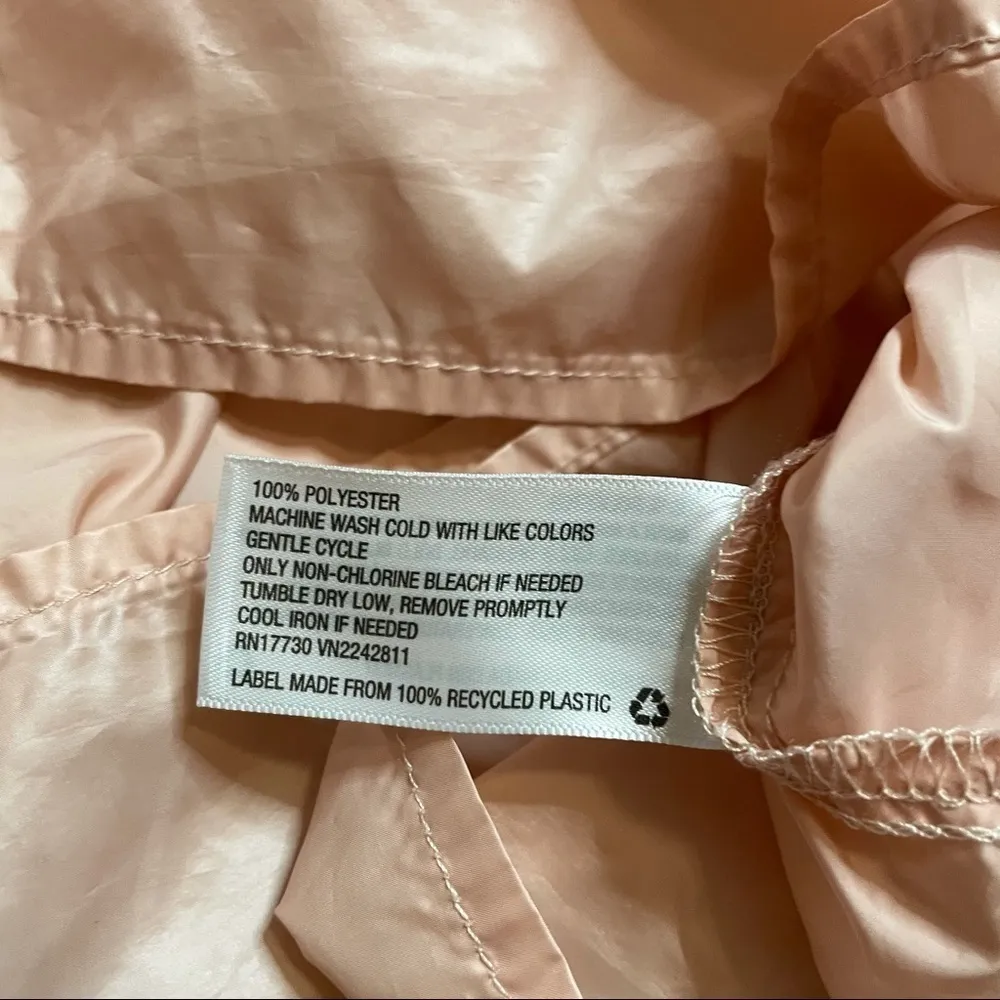 100% POLYESTER
MACHINE WASH COLD WITH LIKE COLORS
GENTLE CYCLE
ONLY NON-CHLORINE BLEACH IF NEEDED
TUMBLE DRY LOW, REMOVE PROMPTLY
COOL IRON IF NEEDED
RN17730 VN2242811
LABEL MADE FROM 100% RECYCLED PLASTIC